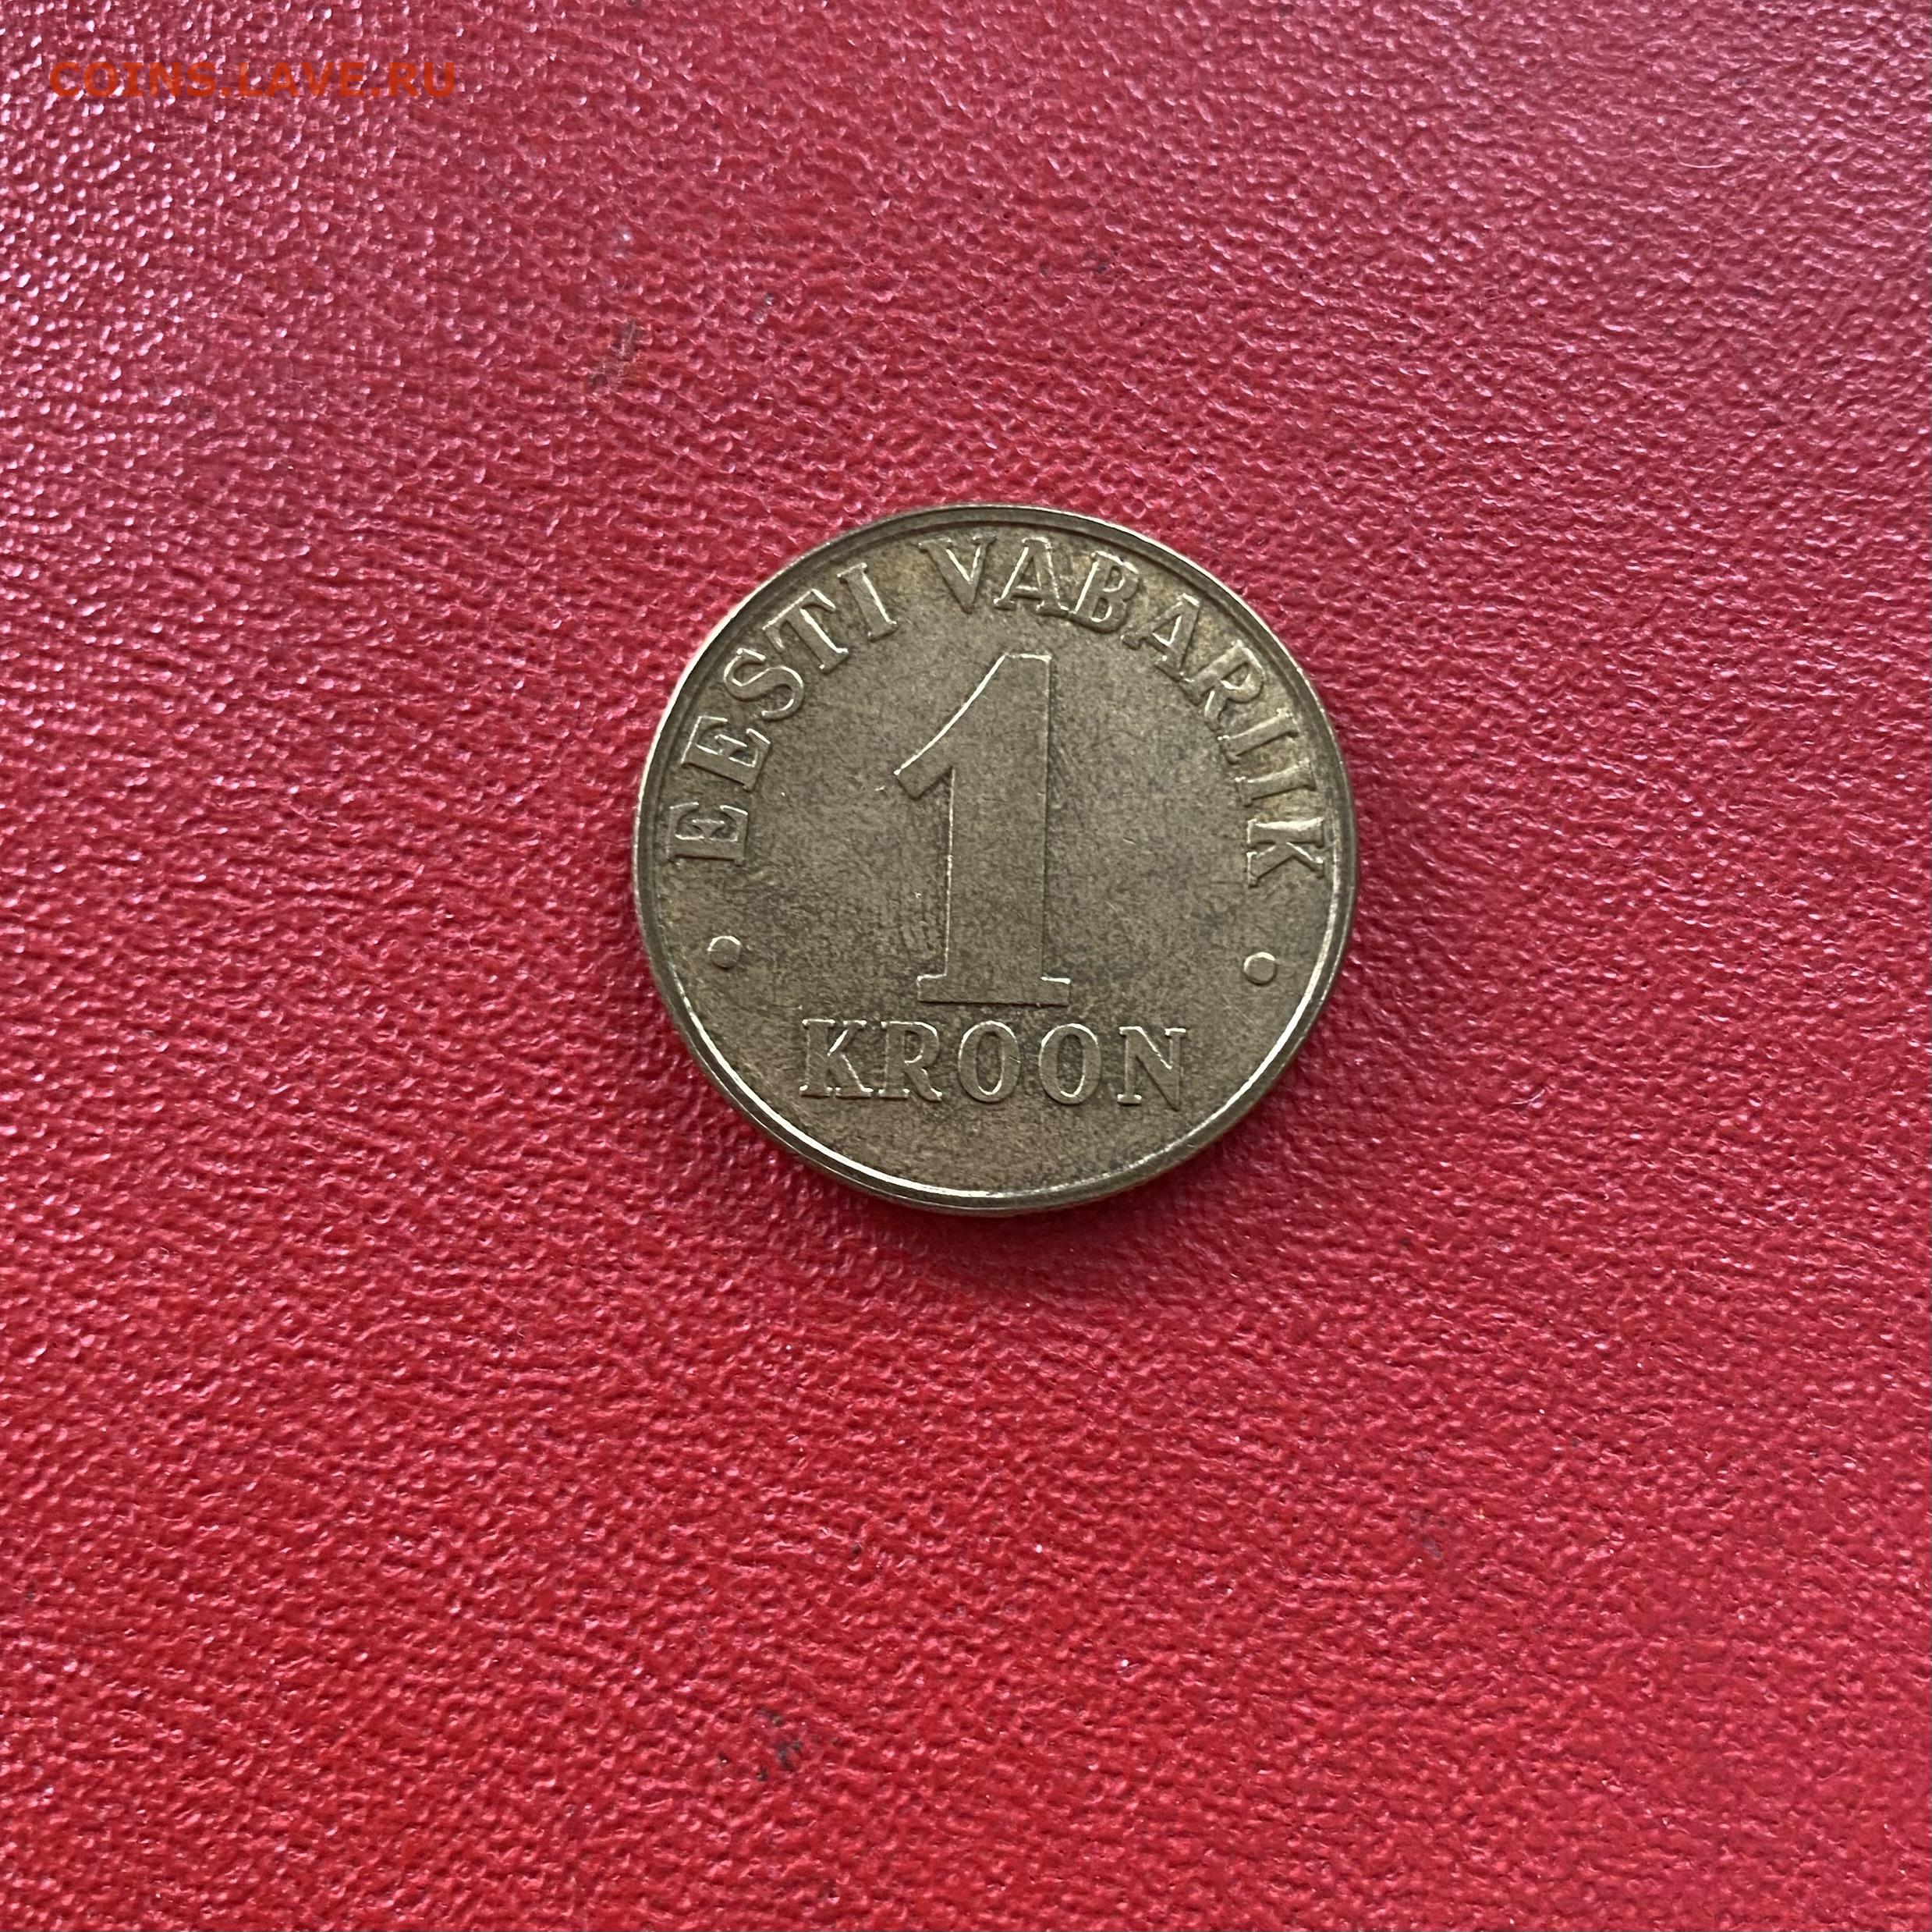 COINS.LAVE.RU
EESTI VABARIIK
1
KROON